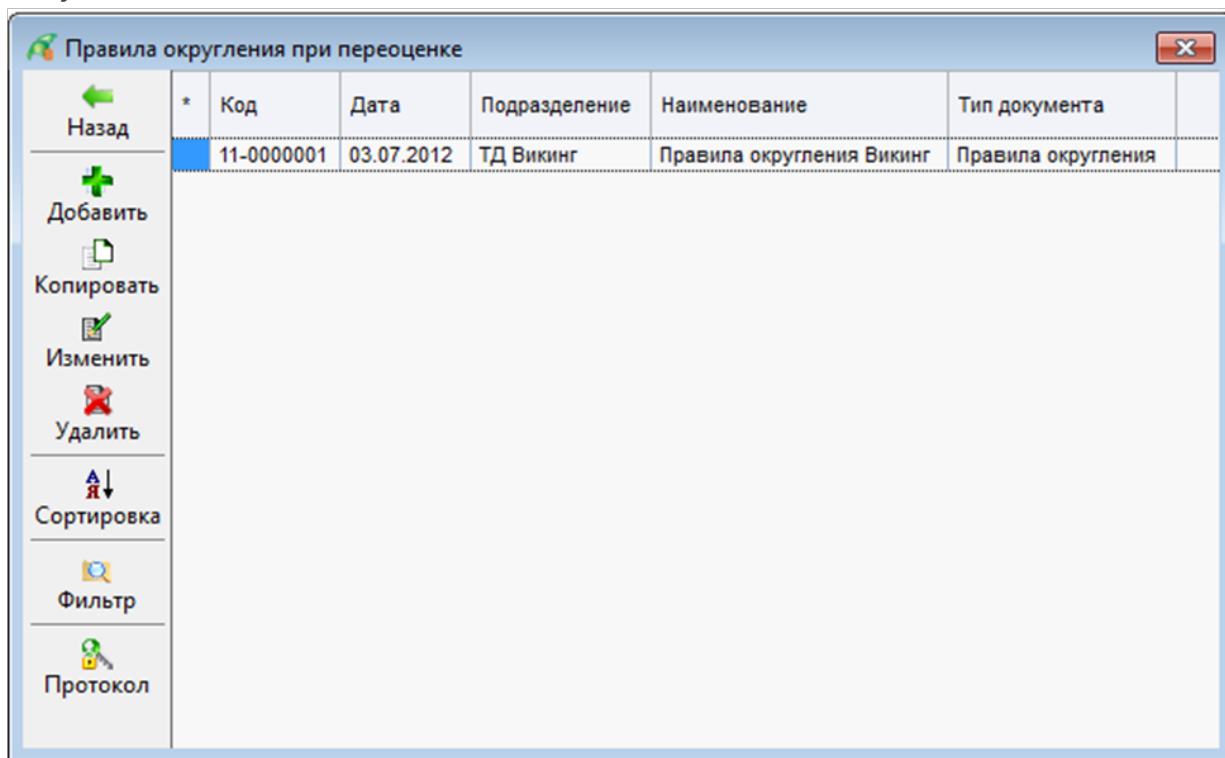 Правила округления при переоценке
Назад
* Код Дата Подразделение Наименование Тип документа
11-0000001 03.07.2012 ТД Викинг Правила округления Викинг Правила округления
Добавить
Копировать
Изменить
Удалить
Сортировка
Фильтр
Протокол